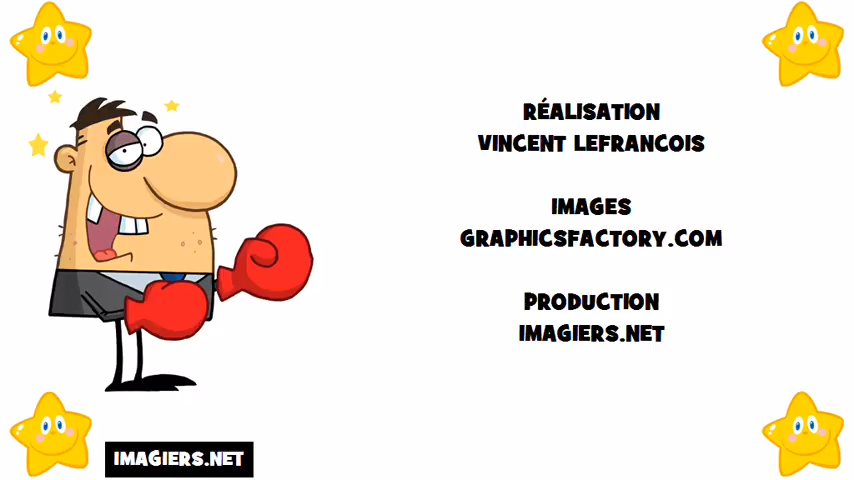 RÉALISATION
VINCENT LEFRANCOIS
IMAGES
GRAPHICSFACTORY.COM
PRODUCTION
IMAGIERS.NET
IMAGIERS.NET